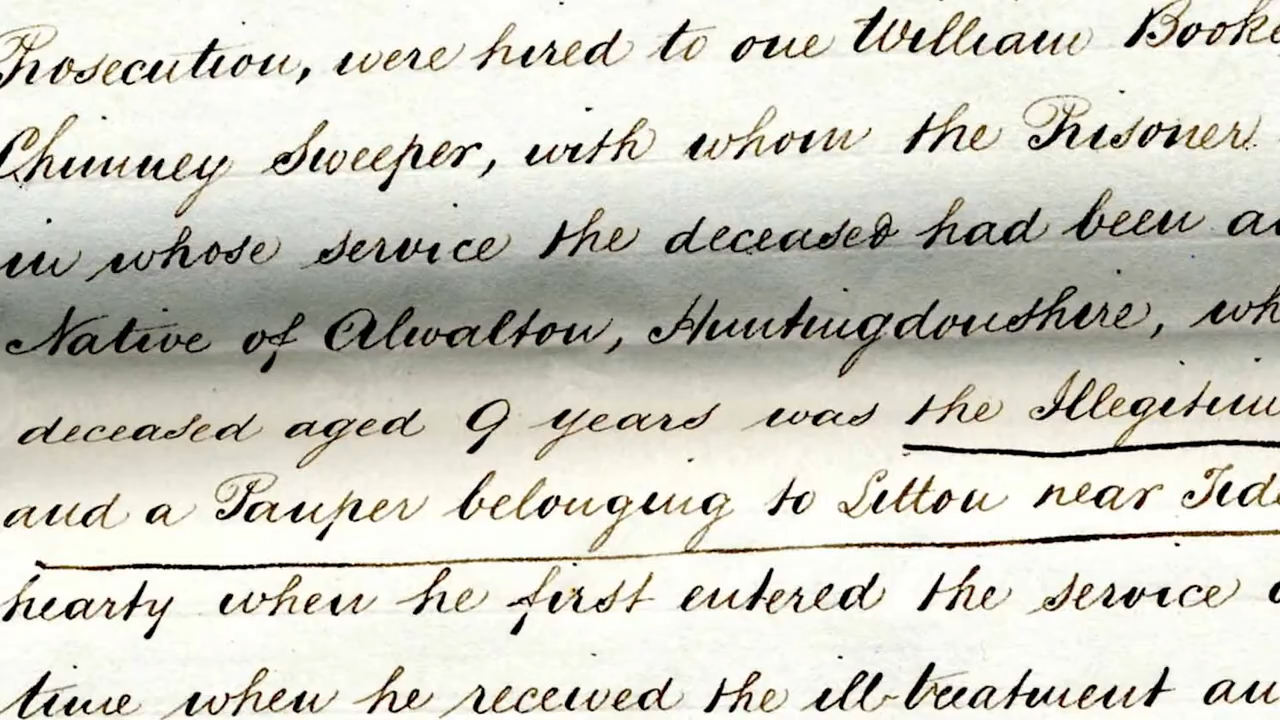 Prosecution, were hired to one William Booke
Chimney Sweeper, with whom the Prisoner
in whose service the deceased had been
Native of Alwalton, Huntingdonshire,
deceased aged 9 years was the
and a Pauper belonging to Litton near
hearty when he first entered the service
time when he received the ill-treatment